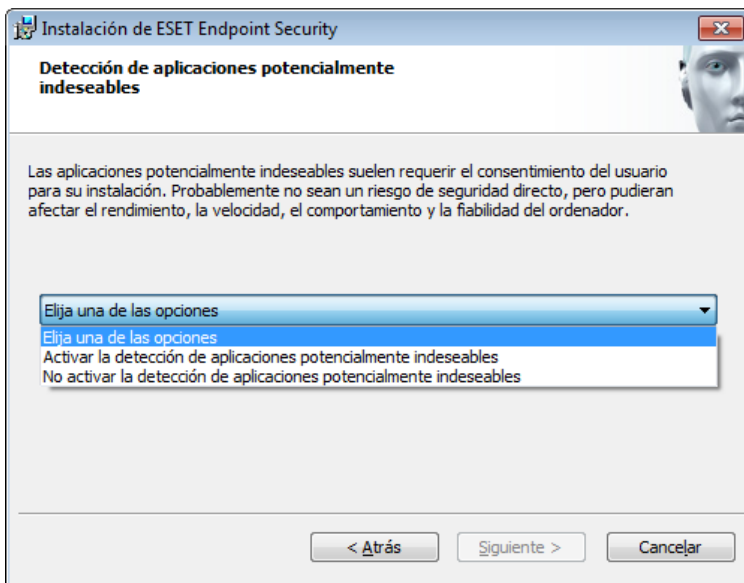 Instalación de ESET Endpoint Security
Detección de aplicaciones potencialmente
indeseables
Las aplicaciones potencialmente indeseables suelen requerir el consentimiento del usuario
para su instalación. Probablemente no sean un riesgo de seguridad directo, pero pudieran
afectar el rendimiento, la velocidad, el comportamiento y la fiabilidad del ordenador.
Elija una de las opciones
Elija una de las opciones
Activar la detección de aplicaciones potencialmente indeseables
No activar la detección de aplicaciones potencialmente indeseables
< Atrás
Siguiente >
Cancelar